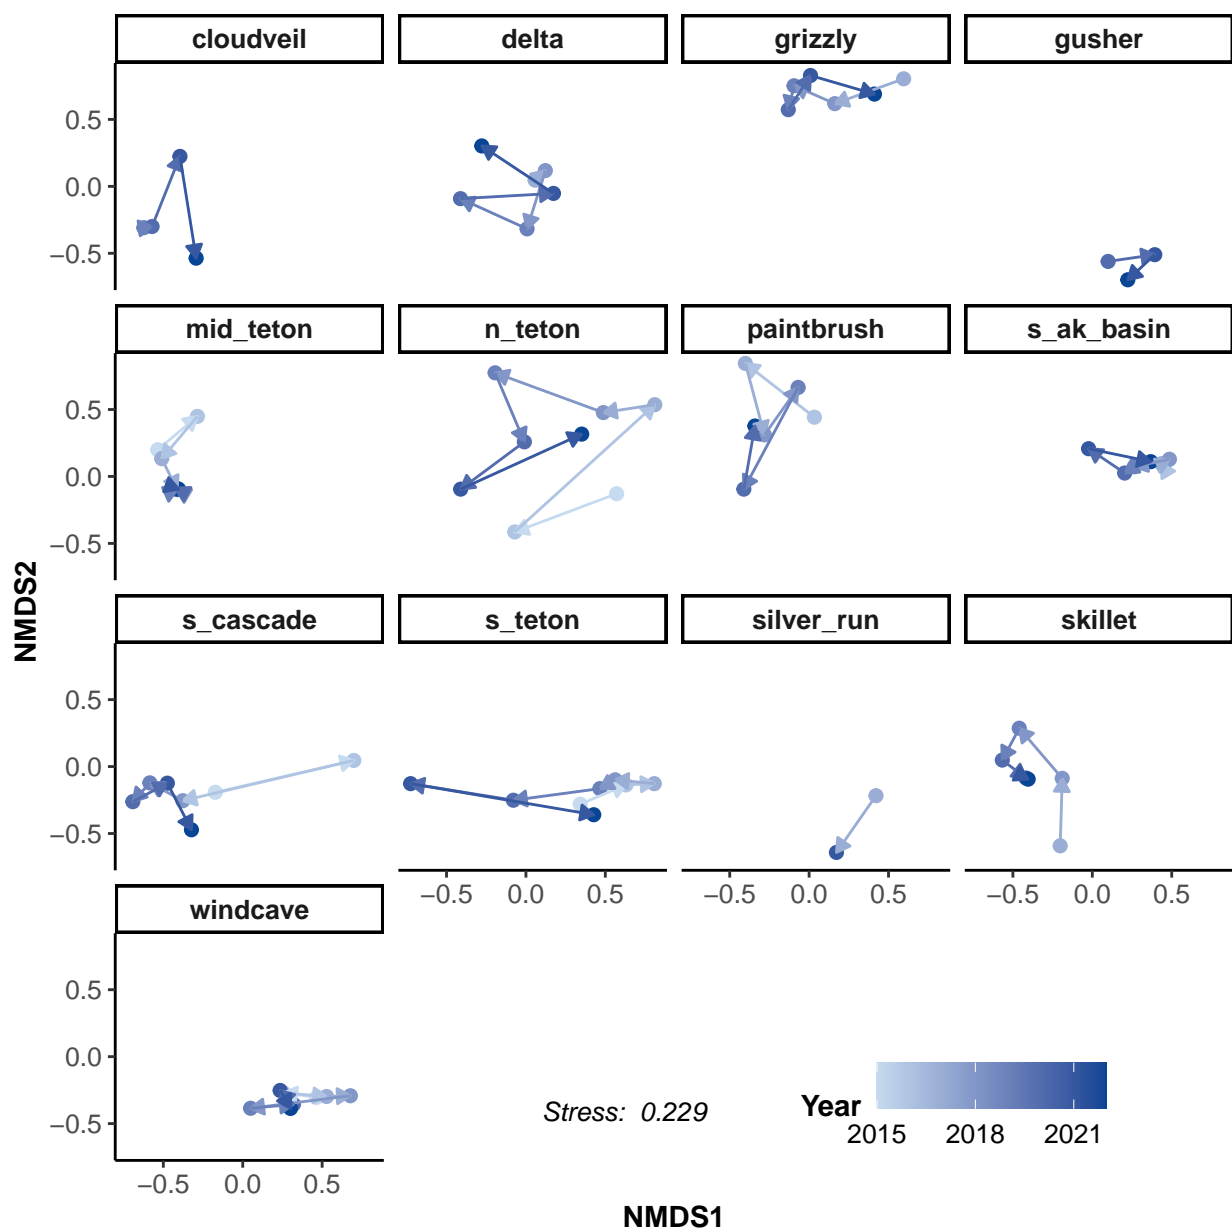 cloudveil delta grizzly gusher
0.5
0.0
−0.5
mid_teton n_teton paintbrush s_ak_basin
0.5
0.0
−0.5
NMDS2
s_cascade s_teton silver_run skillet
0.5
0.0
−0.5
−0.5 0.0 0.5 −0.5 0.0 0.5 −0.5 0.0 0.5
windcave
0.5
0.0
−0.5
−0.5 0.0 0.5
Stress: 0.229
Year
2015 2018 2021
NMDS1